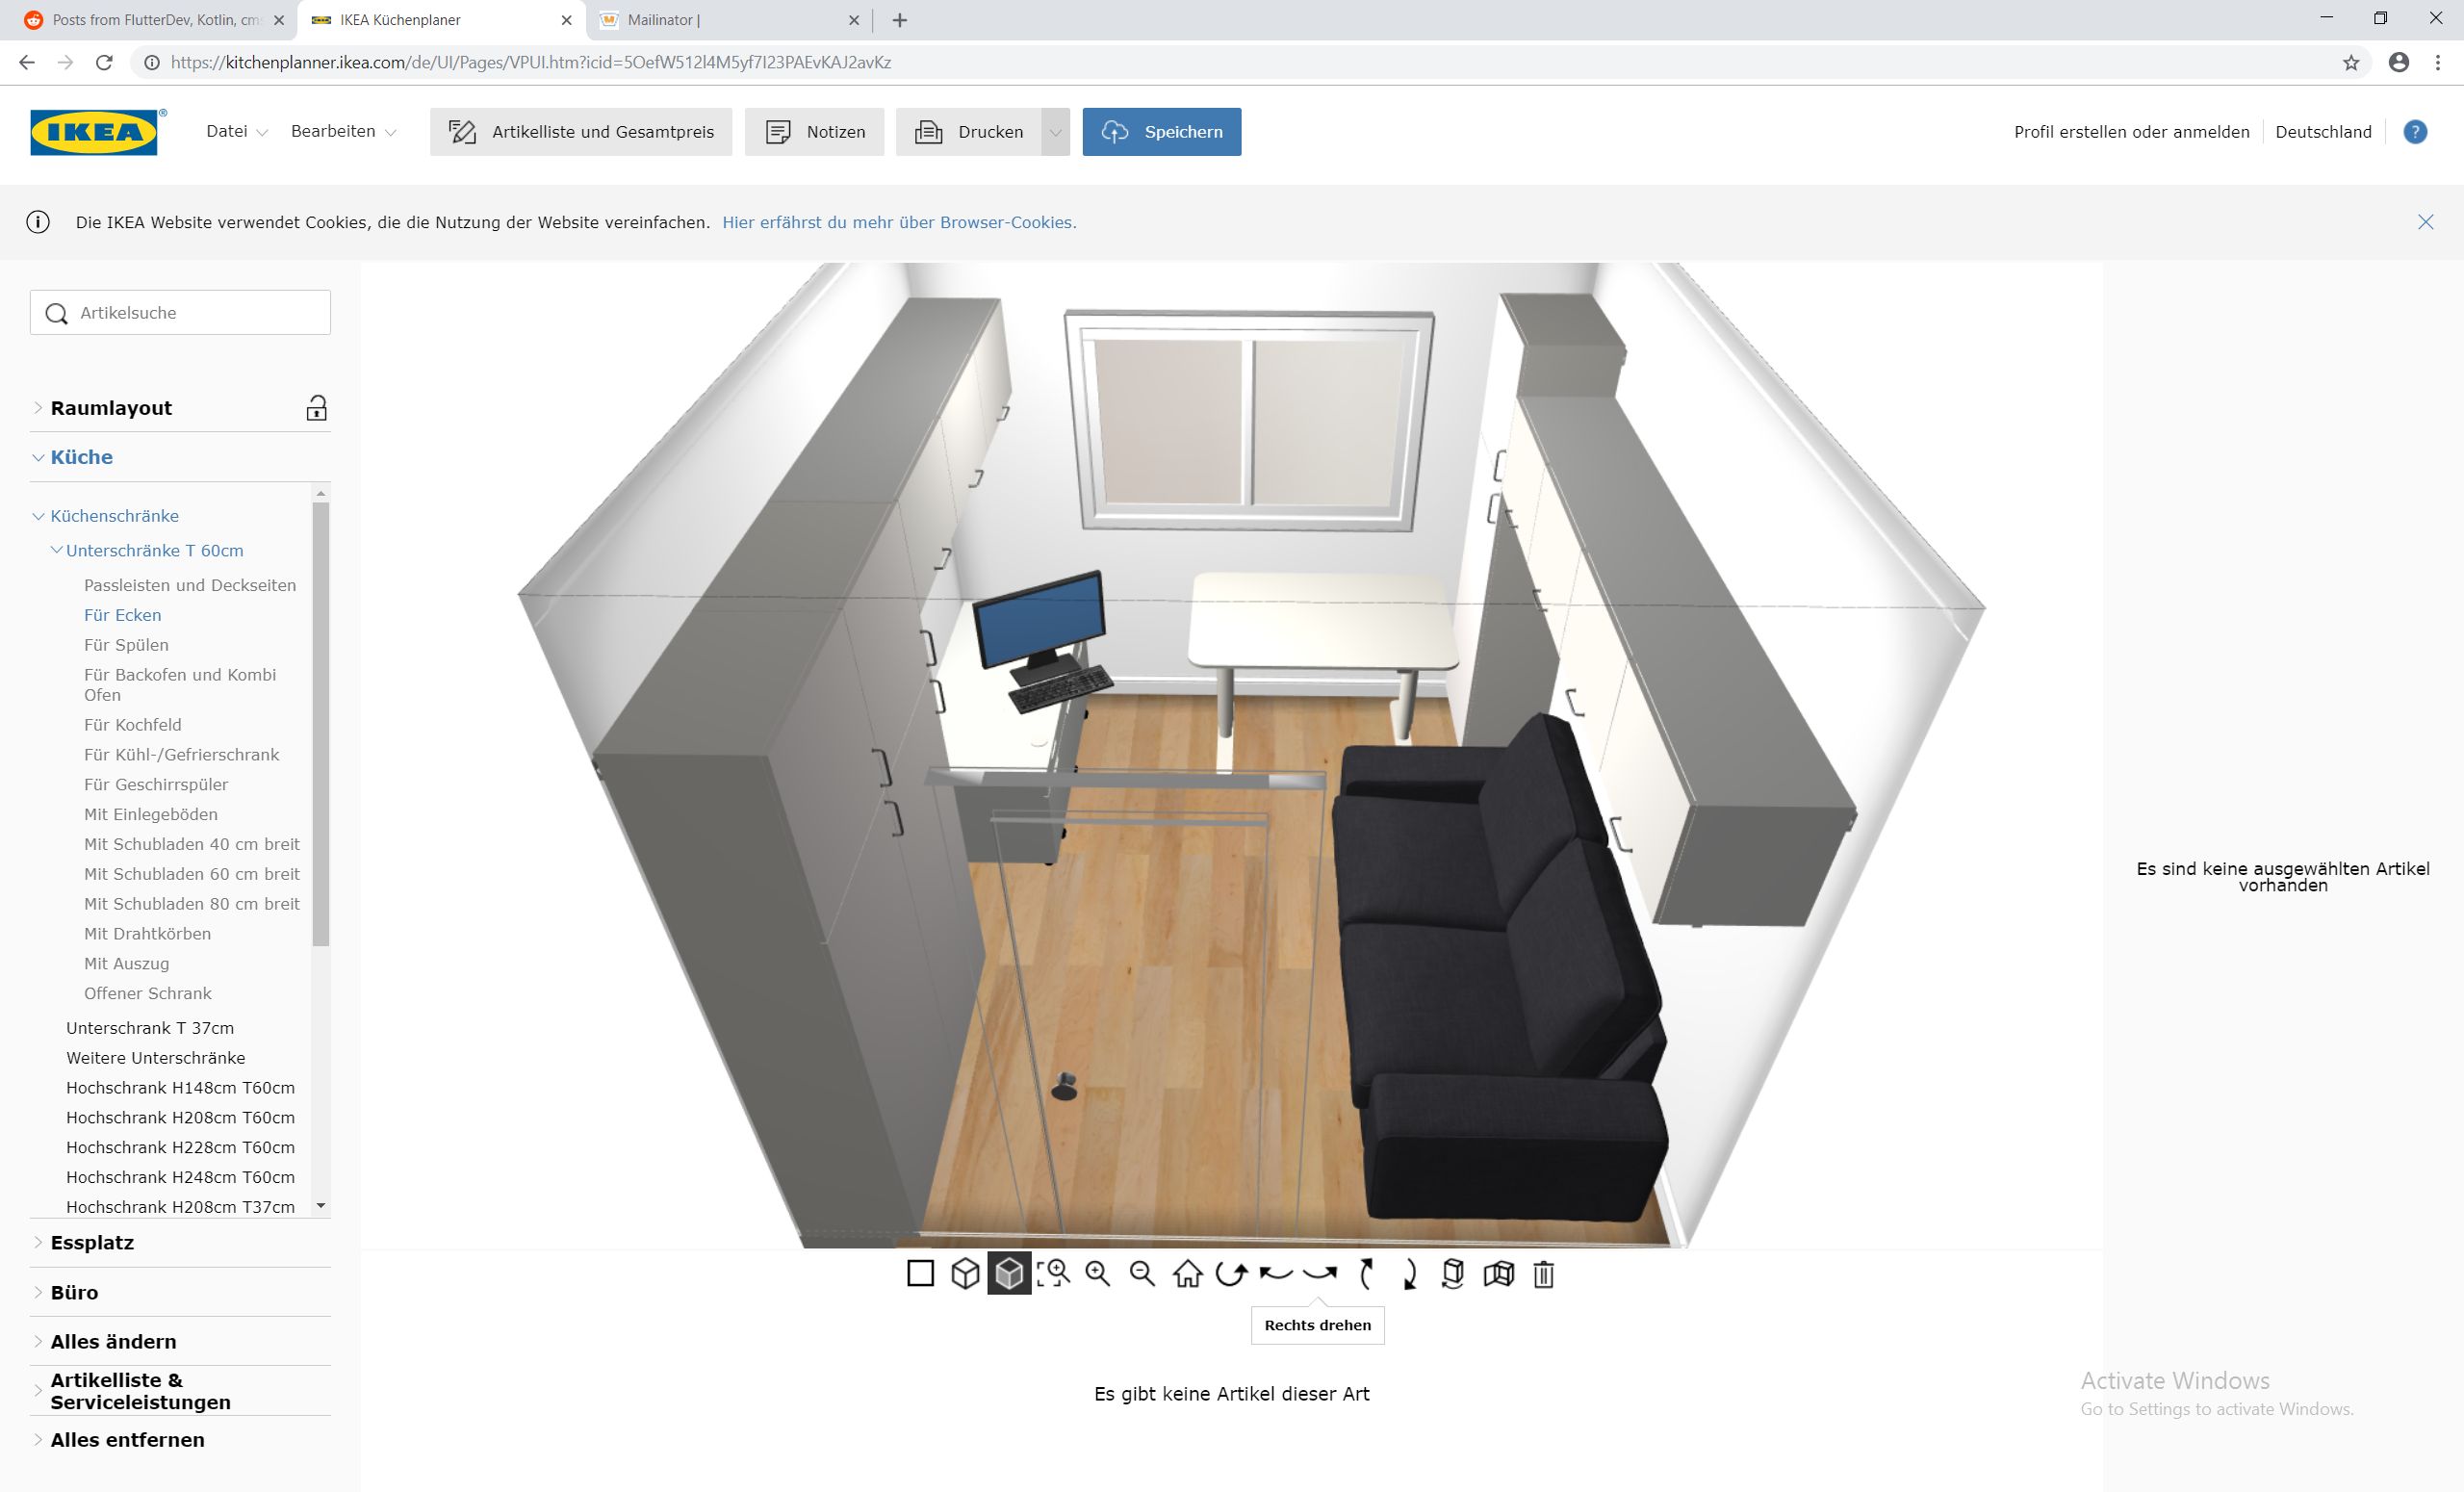 Posts from FlutterDev, Kotlin, cm
IKEA Küchenplaner
Mailinator |
https://kitchenplanner.ikea.com/de/UI/Pages/VPUI.htm?icid=5OefW512l4M5yf7I23PAEvKAJ2avKz
IKEA ®
Datei
Bearbeiten
Artikelliste und Gesamtpreis
Notizen
Drucken
Speichern
Profil erstellen oder anmelden
Deutschland
?
Die IKEA Website verwendet Cookies, die die Nutzung der Website vereinfachen. Hier erfährst du mehr über Browser-Cookies.
Artikelsuche
Raumlayout
Küche
Küchenschränke
Unterschränke T 60cm
Passleisten und Deckseiten
Für Ecken
Für Spülen
Für Backofen und Kombi
Ofen
Für Kochfeld
Für Kühl-/Gefrierschrank
Für Geschirrspüler
Mit Einlegeböden
Mit Schubladen 40 cm breit
Mit Schubladen 60 cm breit
Mit Schubladen 80 cm breit
Mit Drahtkörben
Mit Auszug
Offener Schrank
Unterschrank T 37cm
Weitere Unterschränke
Hochschrank H148cm T60cm
Hochschrank H208cm T60cm
Hochschrank H228cm T60cm
Hochschrank H248cm T60cm
Hochschrank H208cm T37cm
Essplatz
Büro
Alles ändern
Artikelliste &
Serviceleistungen
Alles entfernen
Es sind keine ausgewählten Artikel
vorhanden
Rechts drehen
Es gibt keine Artikel dieser Art
Activate Windows
Go to Settings to activate Windows.